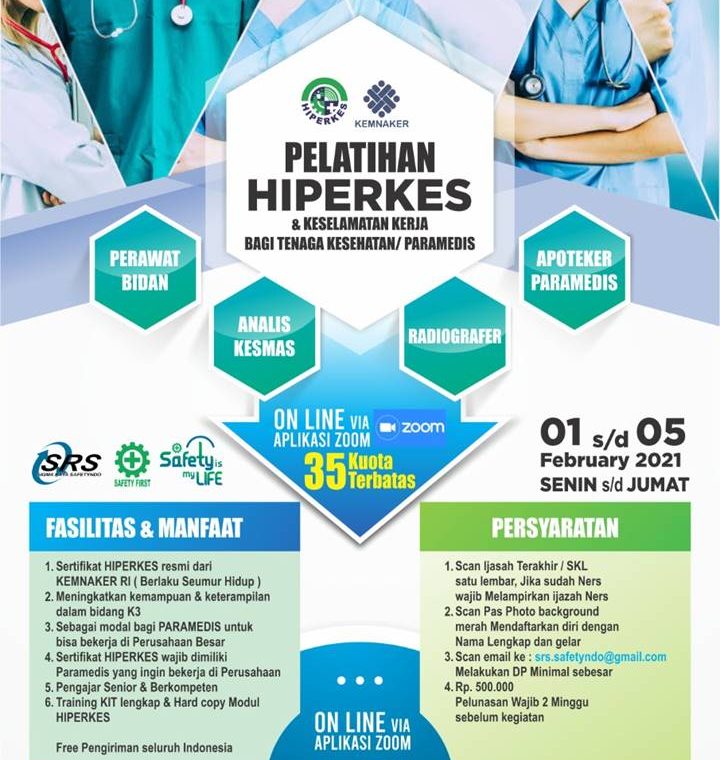 HIPERKES
KEMNAKER
PELATIHAN
HIPERKES
& KESELAMATAN KERJA
BAGI TENAGA KESEHATAN/ PARAMEDIS
PERAWAT
BIDAN
ANALIS
KESMAS
RADIOGRAFER
APOTEKER
PARAMEDIS
ON LINE VIA
APLIKASI ZOOM
zoom
35 Kuota
Terbatas
01 s/d 05
February 2021
SENIN s/d JUMAT
SRS
SAFETY FIRST
Safety is
my LIFE
FASILITAS & MANFAAT
1. Sertifikat HIPERKES resmi dari
KEMNAKER RI ( Berlaku Seumur Hidup )
2. Meningkatkan kemampuan & keterampilan
dalam bidang K3
3. Sebagai modal bagi PARAMEDIS untuk
bisa bekerja di Perusahaan Besar
4. Sertifikat HIPERKES wajib dimiliki
Paramedis yang ingin bekerja di Perusahaan
5. Pengajar Senior & Berkompeten
6. Training KIT lengkap & Hard copy Modul
HIPERKES
Free Pengiriman seluruh Indonesia
PERSYARATAN
1. Scan Ijasah Terakhir / SKL
satu lembar, Jika sudah Ners
wajib Melampirkan ijazah Ners
2. Scan Pas Photo background
merah Mendaftarkan diri dengan
Nama Lengkap dan gelar
3. Scan email ke : srs.safetyndo@gmail.com
Melakukan DP Minimal sebesar
4. Rp. 500.000
Pelunasan Wajib 2 Minggu
sebelum kegiatan
ON LINE VIA
APLIKASI ZOOM